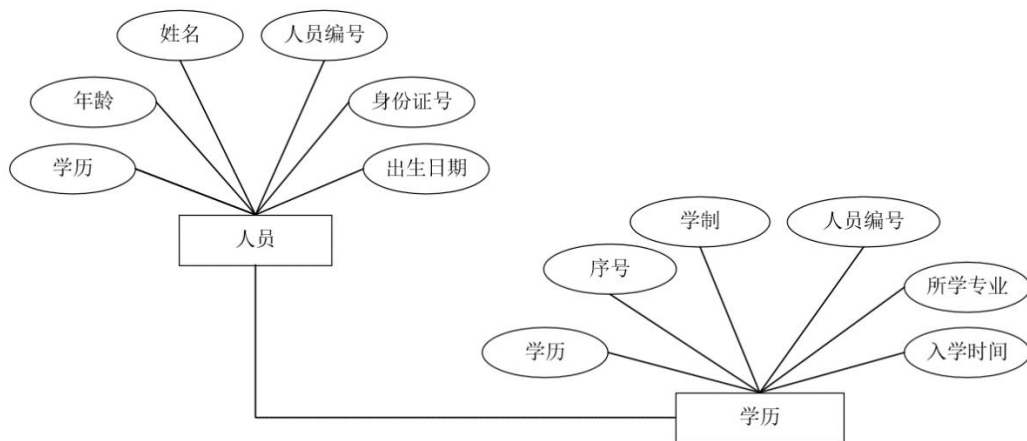 姓名
人员编号
年龄
身份证号
学历
出生日期
人员
学制
人员编号
序号
所学专业
学历
入学时间
学历